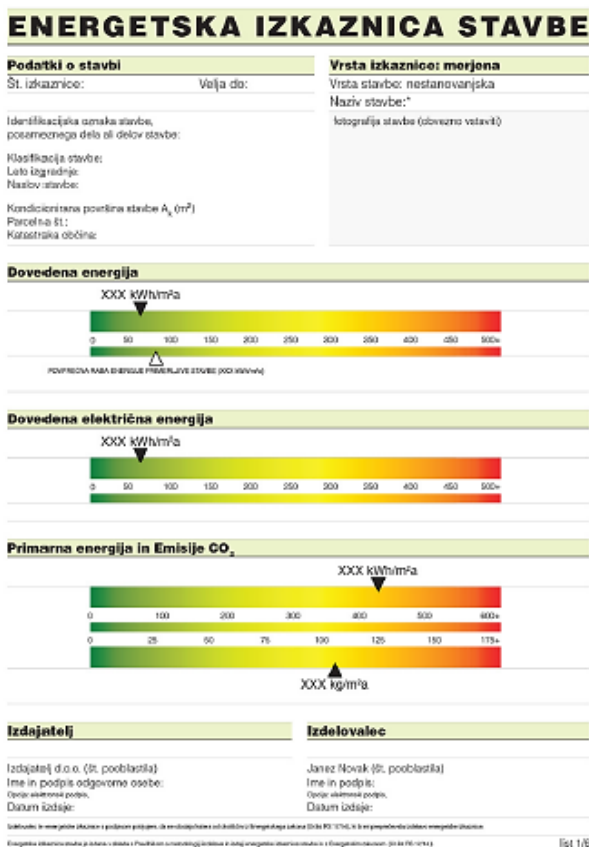 ENERGETSKA IZKAZNICA STAVBE
Podatki o stavbi
Št. izkaznice: Velja do:
Identifikacijska oznaka stavbe,
posameznega dela ali delov stavbe:
Klasifikacija stavbe:
Leto izgradnje:
Naslov stavbe:
Kondicionirana površina stavbe Ak (m²)
Parcelna št.:
Katastrska občina:
Vrsta izkaznice: merjena
Vrsta stavbe: nestanovanjska
Naziv stavbe:*
fotografija stavbe (obvezno vstaviti)
Dovedena energija
XXX kWh/m²a
0 50 100 150 200 250 300 350 400 450 500+
POVPREČNA RABA ENERGIJE PRIMERLJIVE STAVBE (XXX kWh/m²a)
Dovedena električna energija
XXX kWh/m²a
0 50 100 150 200 250 300 350 400 450 500+
Primarna energija in Emisije CO₂
XXX kWh/m²a
0 100 200 300 400 500 600+
0 25 50 75 100 125 150 175+
XXX kg/m²a
Izdajatelj
Izdajatelj d.o.o. (št. pooblastila)
Ime in podpis odgovorne osebe:
Opcija: elektronski podpis,
Datum izdaje:
Izdelovalec
Janez Novak (št. pooblastila)
Ime in podpis:
Opcija: elektronski podpis,
Datum izdaje:
list 1/6